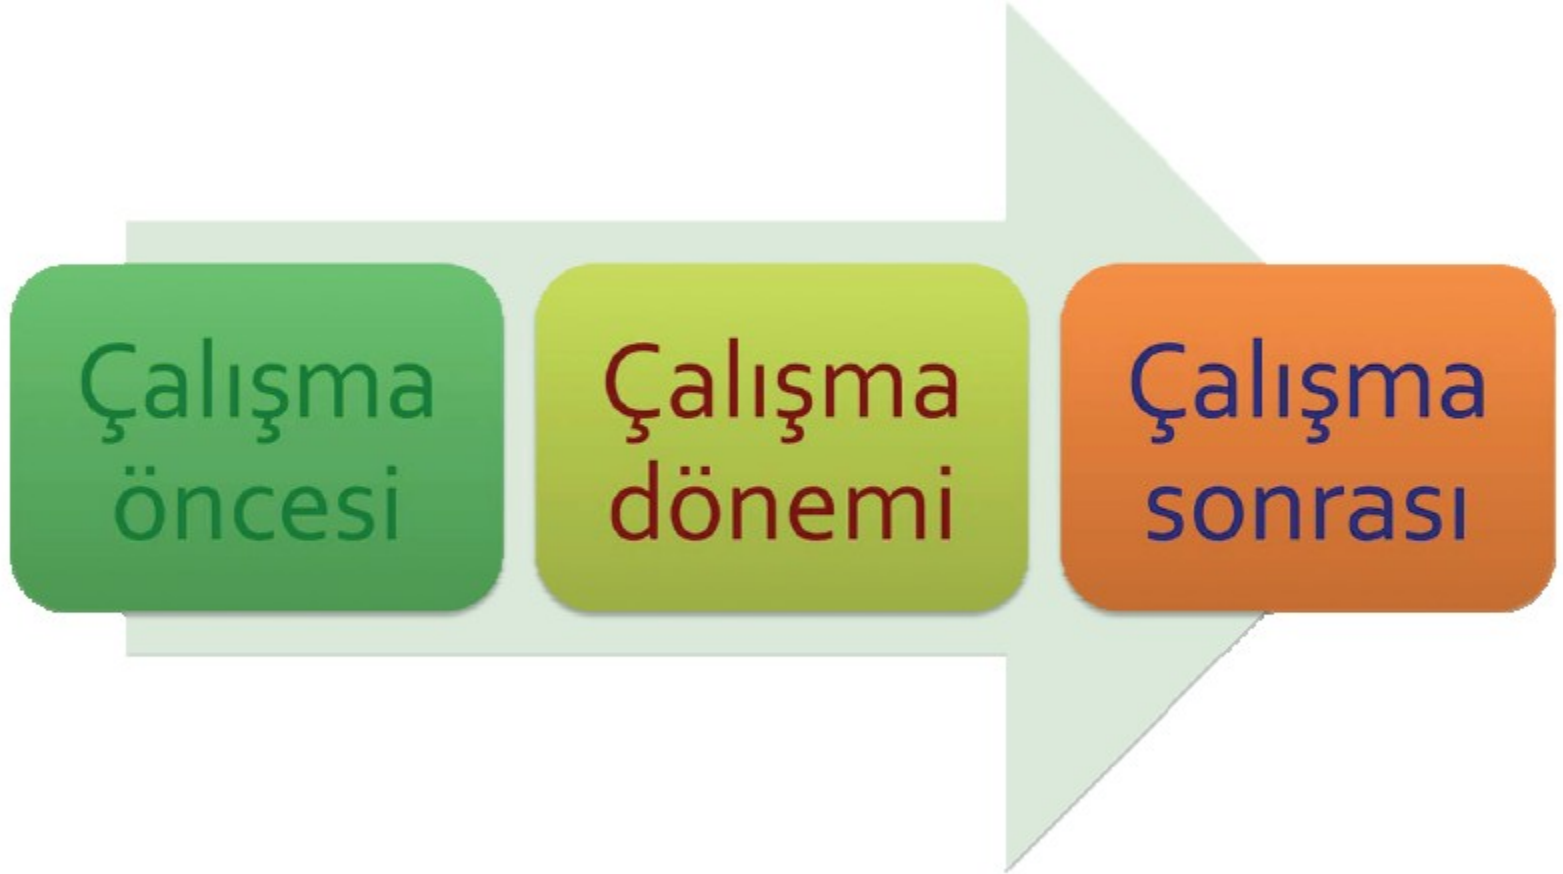 Çalışma
öncesi
Çalışma
dönemi
Çalışma
sonrası